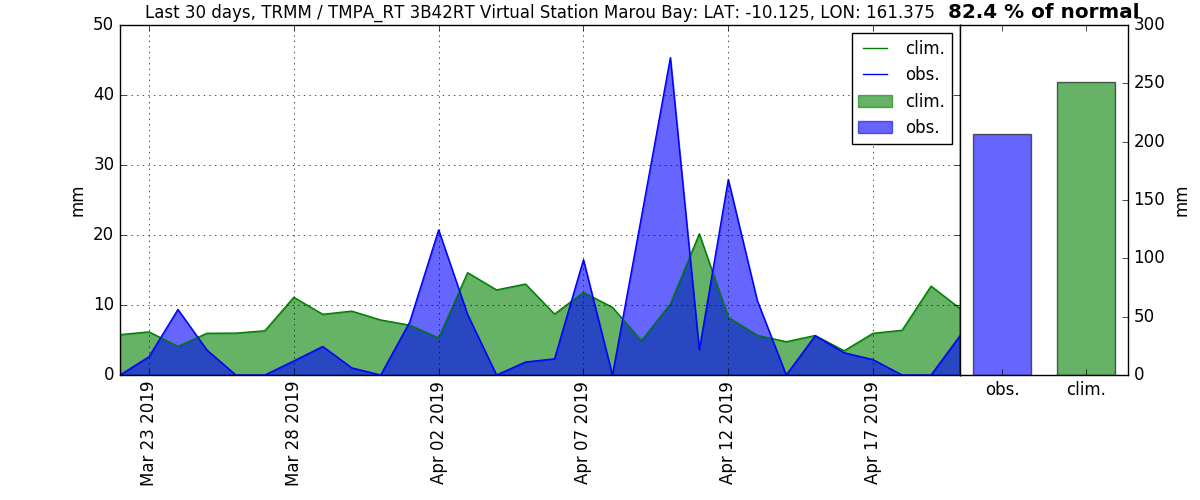 Last 30 days, TRMM / TMPA_RT 3B42RT Virtual Station Marou Bay: LAT: -10.125, LON: 161.375
82.4 % of normal
50
40
30
20
10
0
mm
clim.
obs.
clim.
obs.
Mar 23 2019
Mar 28 2019
Apr 02 2019
Apr 07 2019
Apr 12 2019
Apr 17 2019
300
250
200
150
100
50
0
mm
obs.
clim.